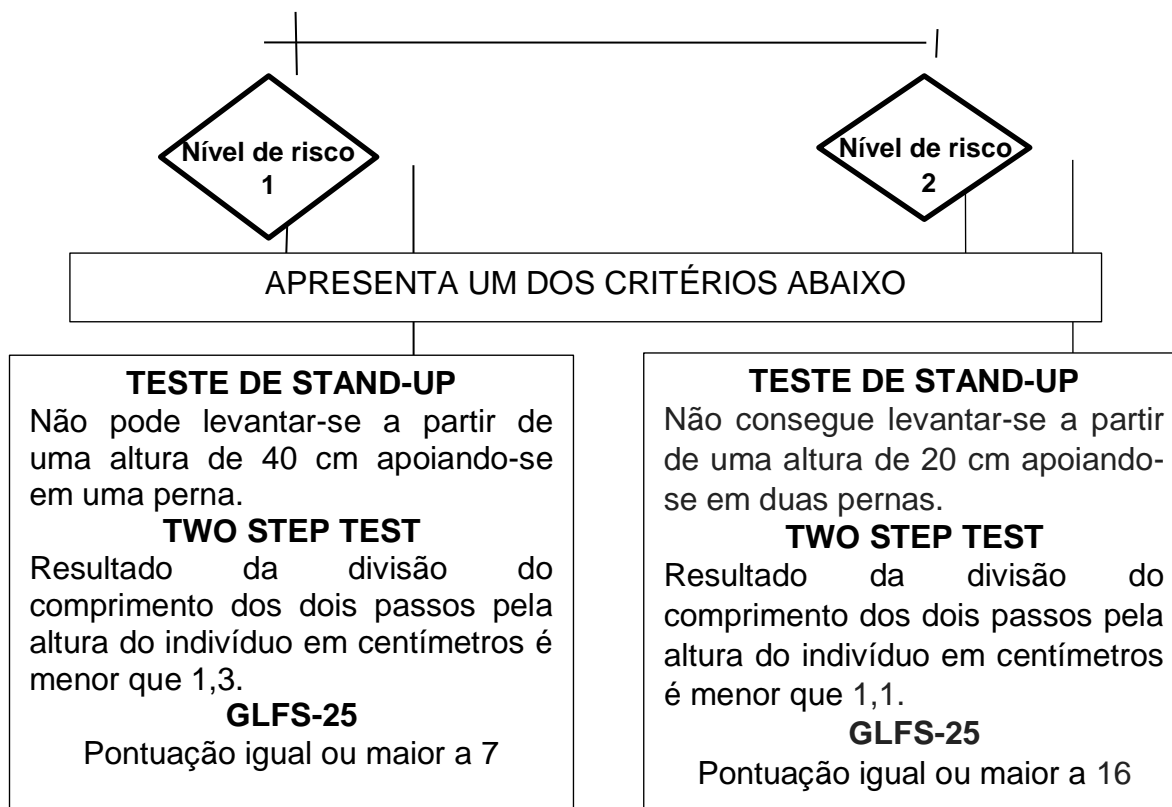 Nível de risco
1
Nível de risco
2
APRESENTA UM DOS CRITÉRIOS ABAIXO
TESTE DE STAND-UP
Não pode levantar-se a partir de
uma altura de 40 cm apoiando-se
em uma perna.
TWO STEP TEST
Resultado da divisão do
comprimento dos dois passos pela
altura do indivíduo em centímetros é
menor que 1,3.
GLFS-25
Pontuação igual ou maior a 7
TESTE DE STAND-UP
Não consegue levantar-se a partir
de uma altura de 20 cm apoiando-
se em duas pernas.
TWO STEP TEST
Resultado da divisão do
comprimento dos dois passos pela
altura do indivíduo em centímetros
é menor que 1,1.
GLFS-25
Pontuação igual ou maior a 16